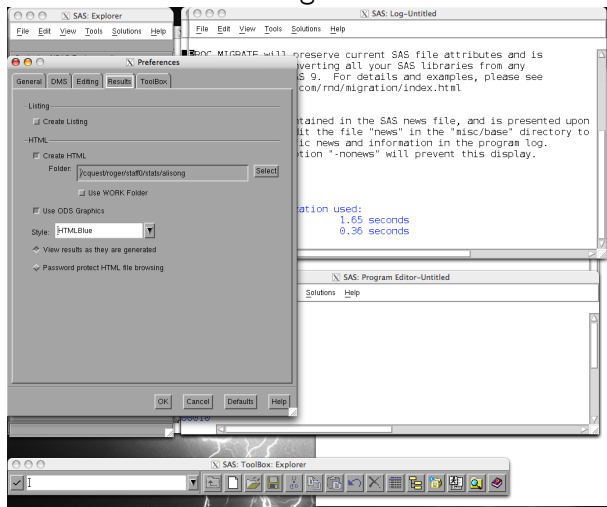 SAS: Explorer
File Edit View Tools Solutions Help
SAS: Log-Untitled
File Edit View Tools Solutions Help
PROC MIGRATE will preserve current SAS file attributes and is
verting all your SAS libraries from any
S 9. For details and examples, please see
com/rnd/migration/index.html
tained in the SAS news file, and is presented upon
dit the file "news" in the "misc/base" directory to
fic news and information in the program log.
tion "-nonews" will prevent this display.
zation used:
1.65 seconds
0.36 seconds
Preferences
General DMS Editing Results ToolBox
Listing
Create Listing
HTML
Create HTML
Folder: /cquest/roger/staff0/stats/alisong Select
Use WORK Folder
Use ODS Graphics
Style: HTMLBlue
View results as they are generated
Password protect HTML file browsing
OK Cancel Defaults Help
SAS: Program Editor-Untitled
Solutions Help
00010
SAS: ToolBox: Explorer